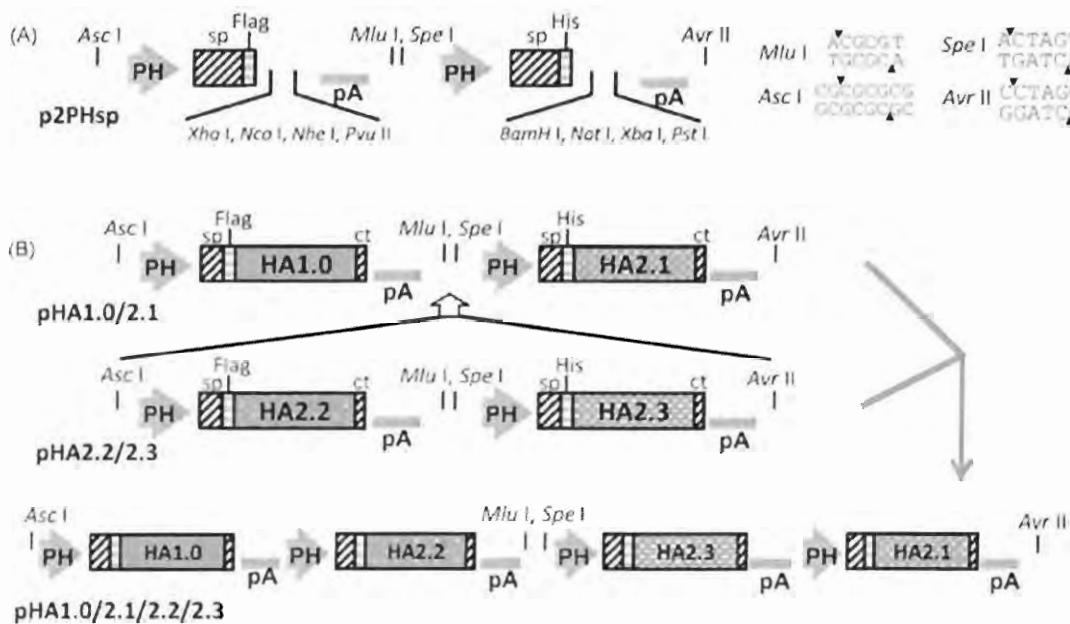 (A) Asc I PH sp Flag pA Mlu I, Spe I PH sp His pA Avr II
p2PHsp
Xho I, Nco I, Nhe I, Pvu II
BamH I, Not I, Xba I, Pst I
Mlu I ACGCGT
TGCGCA
Spe I ACTAGT
TGATCA
Asc I CGCGCGCG
GCGCGCGC
Avr II CCTAGG
GGATC
(B) Asc I PH sp Flag HA1.0 ct pA Mlu I, Spe I PH sp His HA2.1 ct pA Avr II
pHA1.0/2.1
Asc I PH sp Flag HA2.2 ct pA Mlu I, Spe I PH sp His HA2.3 ct pA Avr II
pHA2.2/2.3
Asc I PH HA1.0 pA PH HA2.2 pA Mlu I, Spe I PH HA2.3 pA PH HA2.1 pA Avr II
pHA1.0/2.1/2.2/2.3